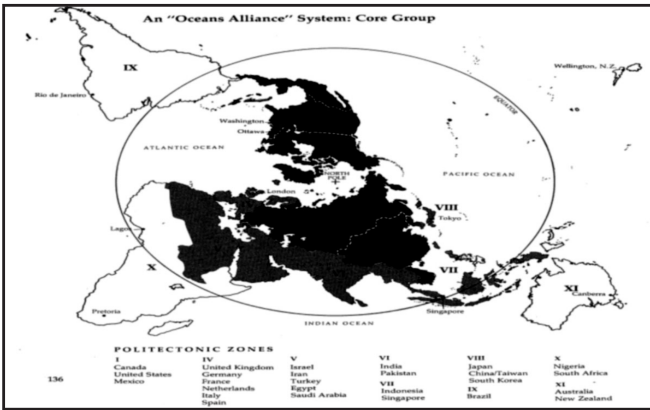 An "Oceans Alliance" System: Core Group
IX
Wellington, N.Z.
Rio de Janeiro
EQUATOR
Washington
Ottawa
ATLANTIC OCEAN
NORTH
POLE
PACIFIC OCEAN
London
VIII
Tokyo
Lagos
X
VII
XI
Canberra
Pretoria
Singapore
INDIAN OCEAN
POLITECTONIC ZONES
I
Canada
United States
Mexico
IV
United Kingdom
Germany
France
Netherlands
Italy
Spain
V
Israel
Iran
Turkey
Egypt
Saudi Arabia
VI
India
Pakistan
VII
Indonesia
Singapore
VIII
Japan
China/Taiwan
South Korea
IX
Brazil
X
Nigeria
South Africa
XI
Australia
New Zealand
136